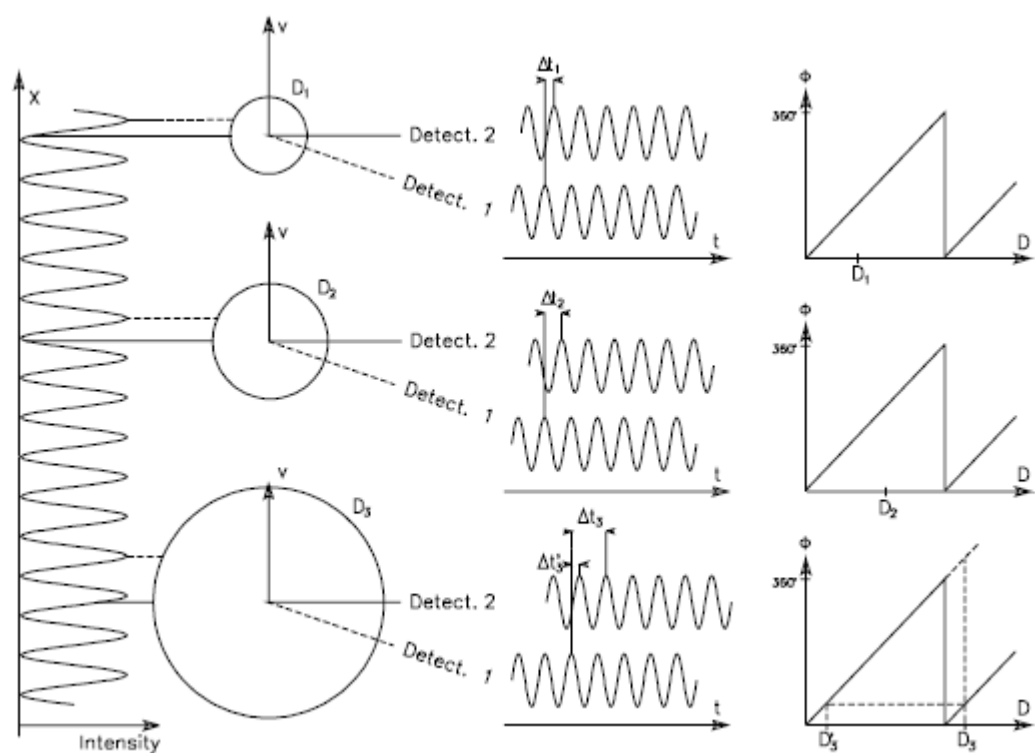 X
Intensity
v
D1
Detect. 2
Detect. 1
Δt1
t
Φ
360°
D1
D
v
D2
Detect. 2
Detect. 1
Δt2
t
Φ
360°
D2
D
v
D3
Detect. 2
Detect. 1
Δt3
Δt'3
t
Φ
360°
D'3
D3
D